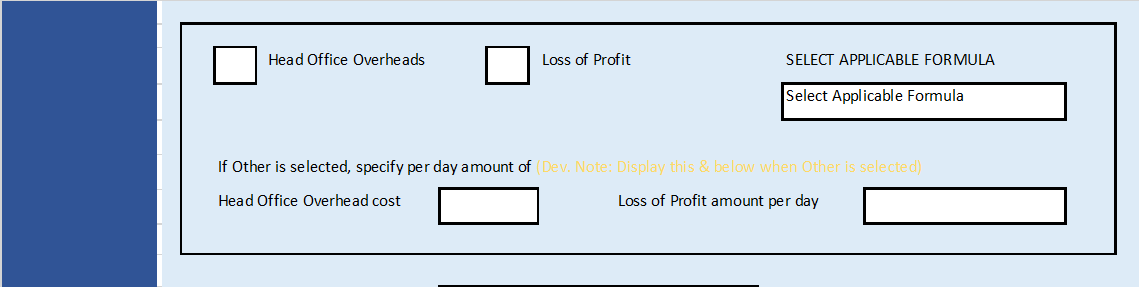 Head Office Overheads Loss of Profit SELECT APPLICABLE FORMULA
Select Applicable Formula
If Other is selected, specify per day amount of (Dev. Note: Display this & below when Other is selected)
Head Office Overhead cost Loss of Profit amount per day